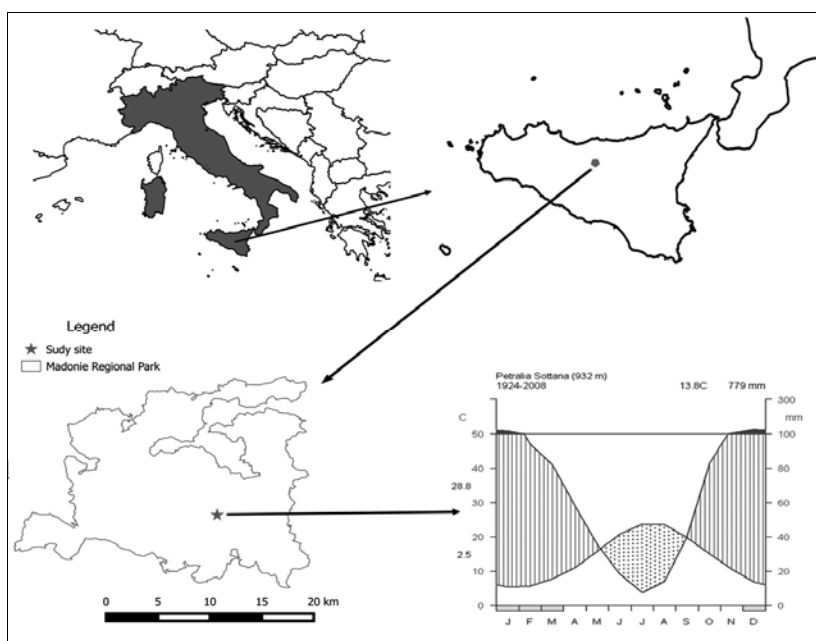 Legend
Sudy site
Madonie Regional Park
0 5 10 15 20 km
Petralia Sottana (932 m)
1924-2008 13.8C 779 mm
C 300 mm
50 100
40 80
30 60
28.8
20 40
2.5
10 20
0 0
J F M A M J J A S O N D